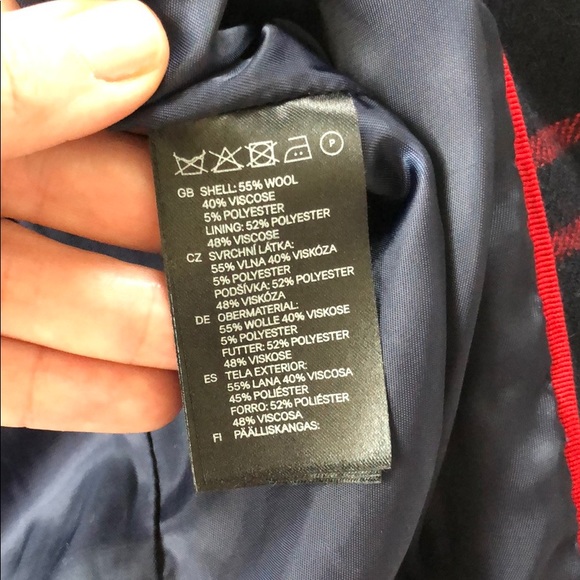 P
GB SHELL: 55% WOOL
40% VISCOSE
5% POLYESTER
LINING: 52% POLYESTER
48% VISCOSE
CZ SVRCHNÍ LÁTKA:
55% VLNA 40% VISKÓZA
5% POLYESTER
PODŠÍVKA: 52% POLYESTER
48% VISKÓZA
DE OBERMATERIAL:
55% WOLLE 40% VISKOSE
5% POLYESTER
FUTTER: 52% POLYESTER
48% VISKOSE
ES TELA EXTERIOR:
55% LANA 40% VISCOSA
45% POLIÉSTER
FORRO: 52% POLIÉSTER
48% VISCOSA
FI PÄÄLLISKANGAS: